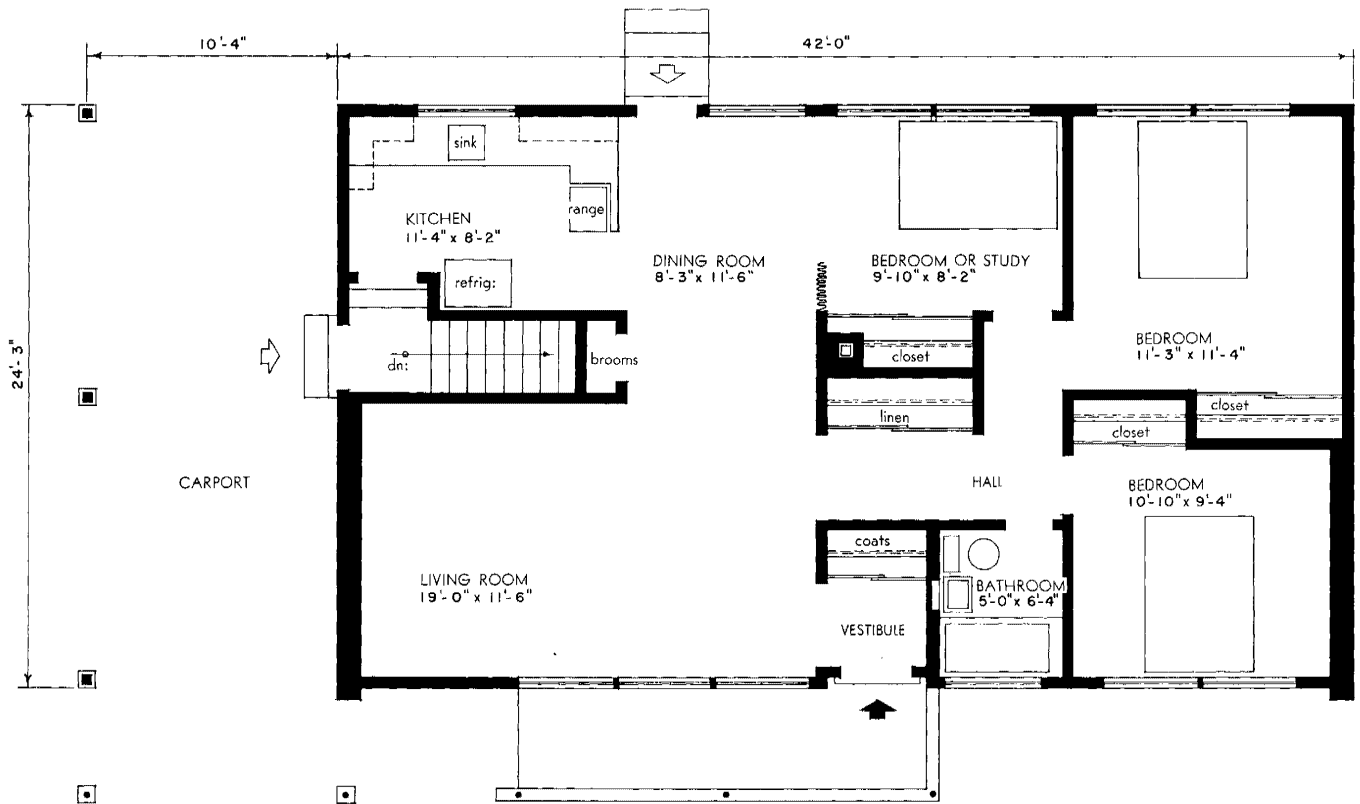 10'-4"
42'-0"
24'-3"
sink
range
KITCHEN
11'-4" x 8'-2"
refrig:
DINING ROOM
8'-3" x 11'-6"
BEDROOM OR STUDY
9'-10" x 8'-2"
BEDROOM
11'-3" x 11'-4"
dn:
brooms
closet
linen
closet
closet
CARPORT
HALL
BEDROOM
10'-10" x 9'-4"
coats
LIVING ROOM
19'-0" x 11'-6"
BATHROOM
5'-0" x 6'-4"
VESTIBULE